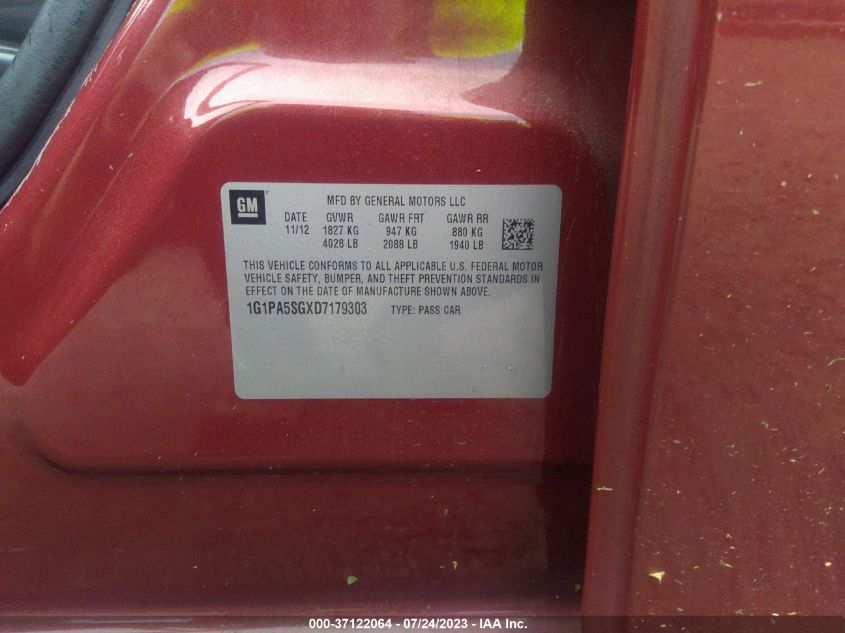 GM
MFD BY GENERAL MOTORS LLC
DATE GVWR GAWR FRT GAWR RR
11/12 1827 KG 947 KG 880 KG
4028 LB 2088 LB 1940 LB
THIS VEHICLE CONFORMS TO ALL APPLICABLE U.S. FEDERAL MOTOR
VEHICLE SAFETY, BUMPER, AND THEFT PREVENTION STANDARDS IN
EFFECT ON THE DATE OF MANUFACTURE SHOWN ABOVE.
1G1PA5SGXD7179303 TYPE: PASS CAR
000-37122064 - 07/24/2023 - IAA Inc.